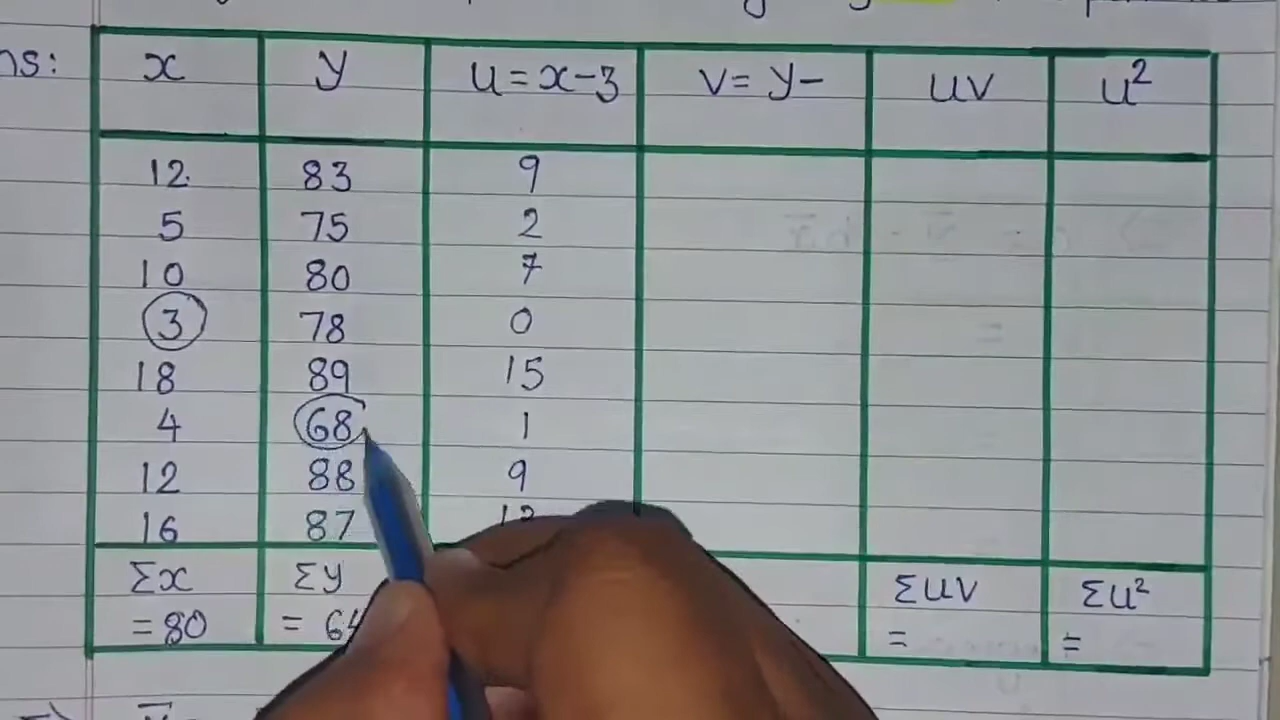 ns:
x y u = x-3 v = y- uv u²
12 83 9
5 75 2
10 80 7
3 78 0
18 89 15
4 68 1
12 88 9
16 87
Σx Σy Σuv Σu²
= 80 = 64 = =